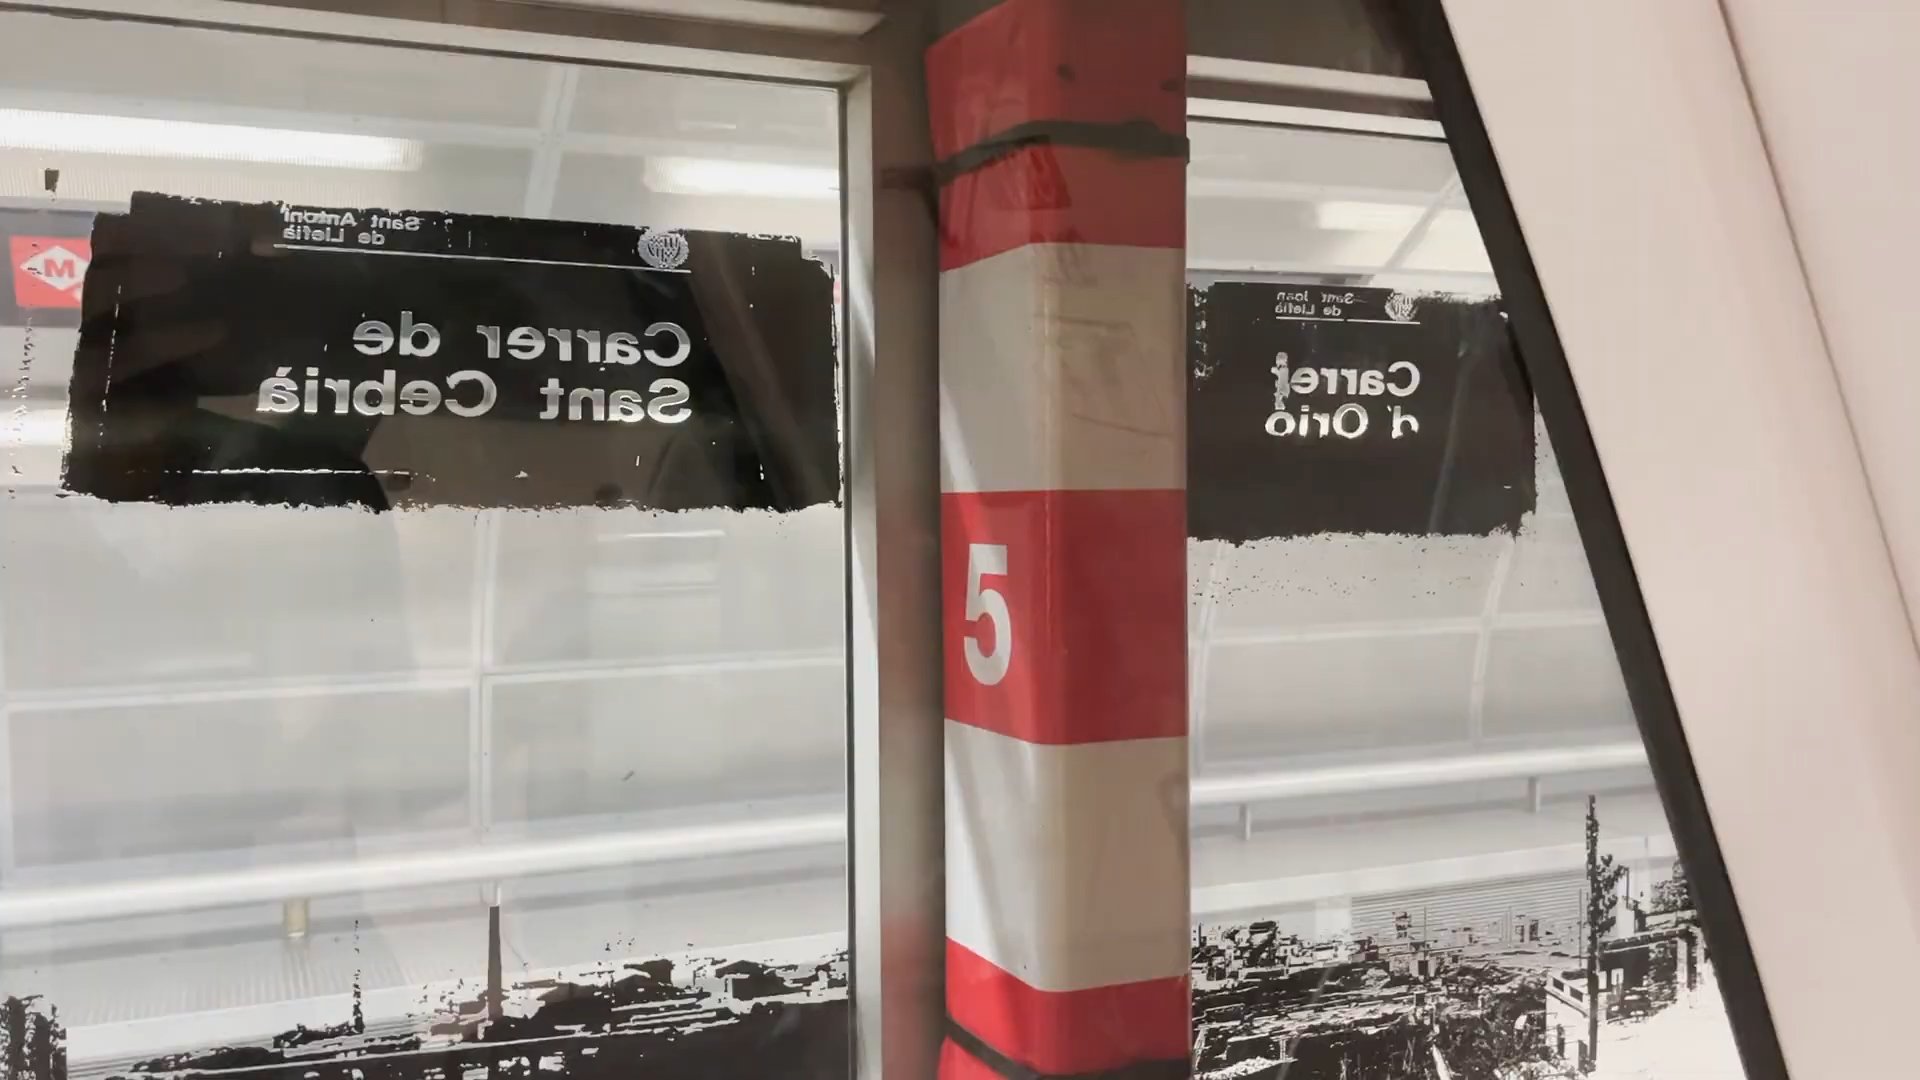 Sant Antoni
de Llefià
Carrer de
Sant Cebrià
M
5
Sant Joan
de Llefià
Carrer
d'Orió